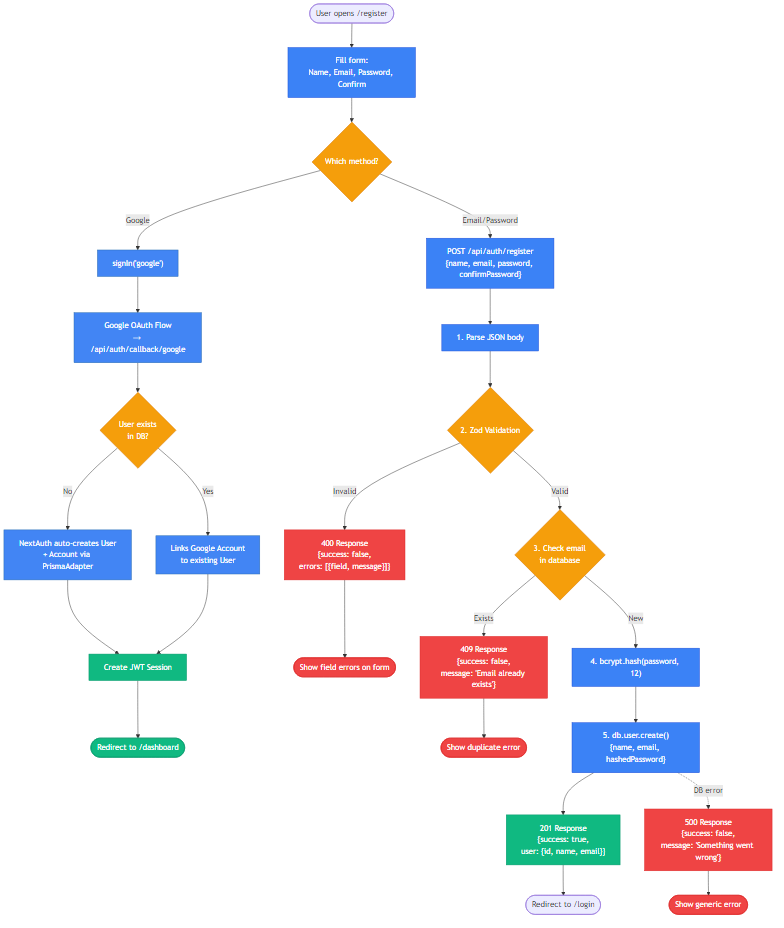 User opens /register
Fill form:
Name, Email, Password,
Confirm
Which method?
Google
Email/Password
signIn('google')
POST /api/auth/register
{name, email, password,
confirmPassword}
Google OAuth Flow
→
/api/auth/callback/google
1. Parse JSON body
User exists
in DB?
2. Zod Validation
No
Yes
Invalid
Valid
NextAuth auto-creates User
+ Account via
PrismaAdapter
Links Google Account
to existing User
400 Response
{success: false,
errors: [{field, message}]}
3. Check email
in database
Exists
New
Create JWT Session
Show field errors on form
409 Response
{success: false,
message: 'Email already
exists'}
4. bcrypt.hash(password,
12)
Redirect to /dashboard
Show duplicate error
5. db.user.create()
{name, email,
hashedPassword}
DB error
201 Response
{success: true,
user: {id, name, email}}
500 Response
{success: false,
message: 'Something went
wrong'}
Redirect to /login
Show generic error